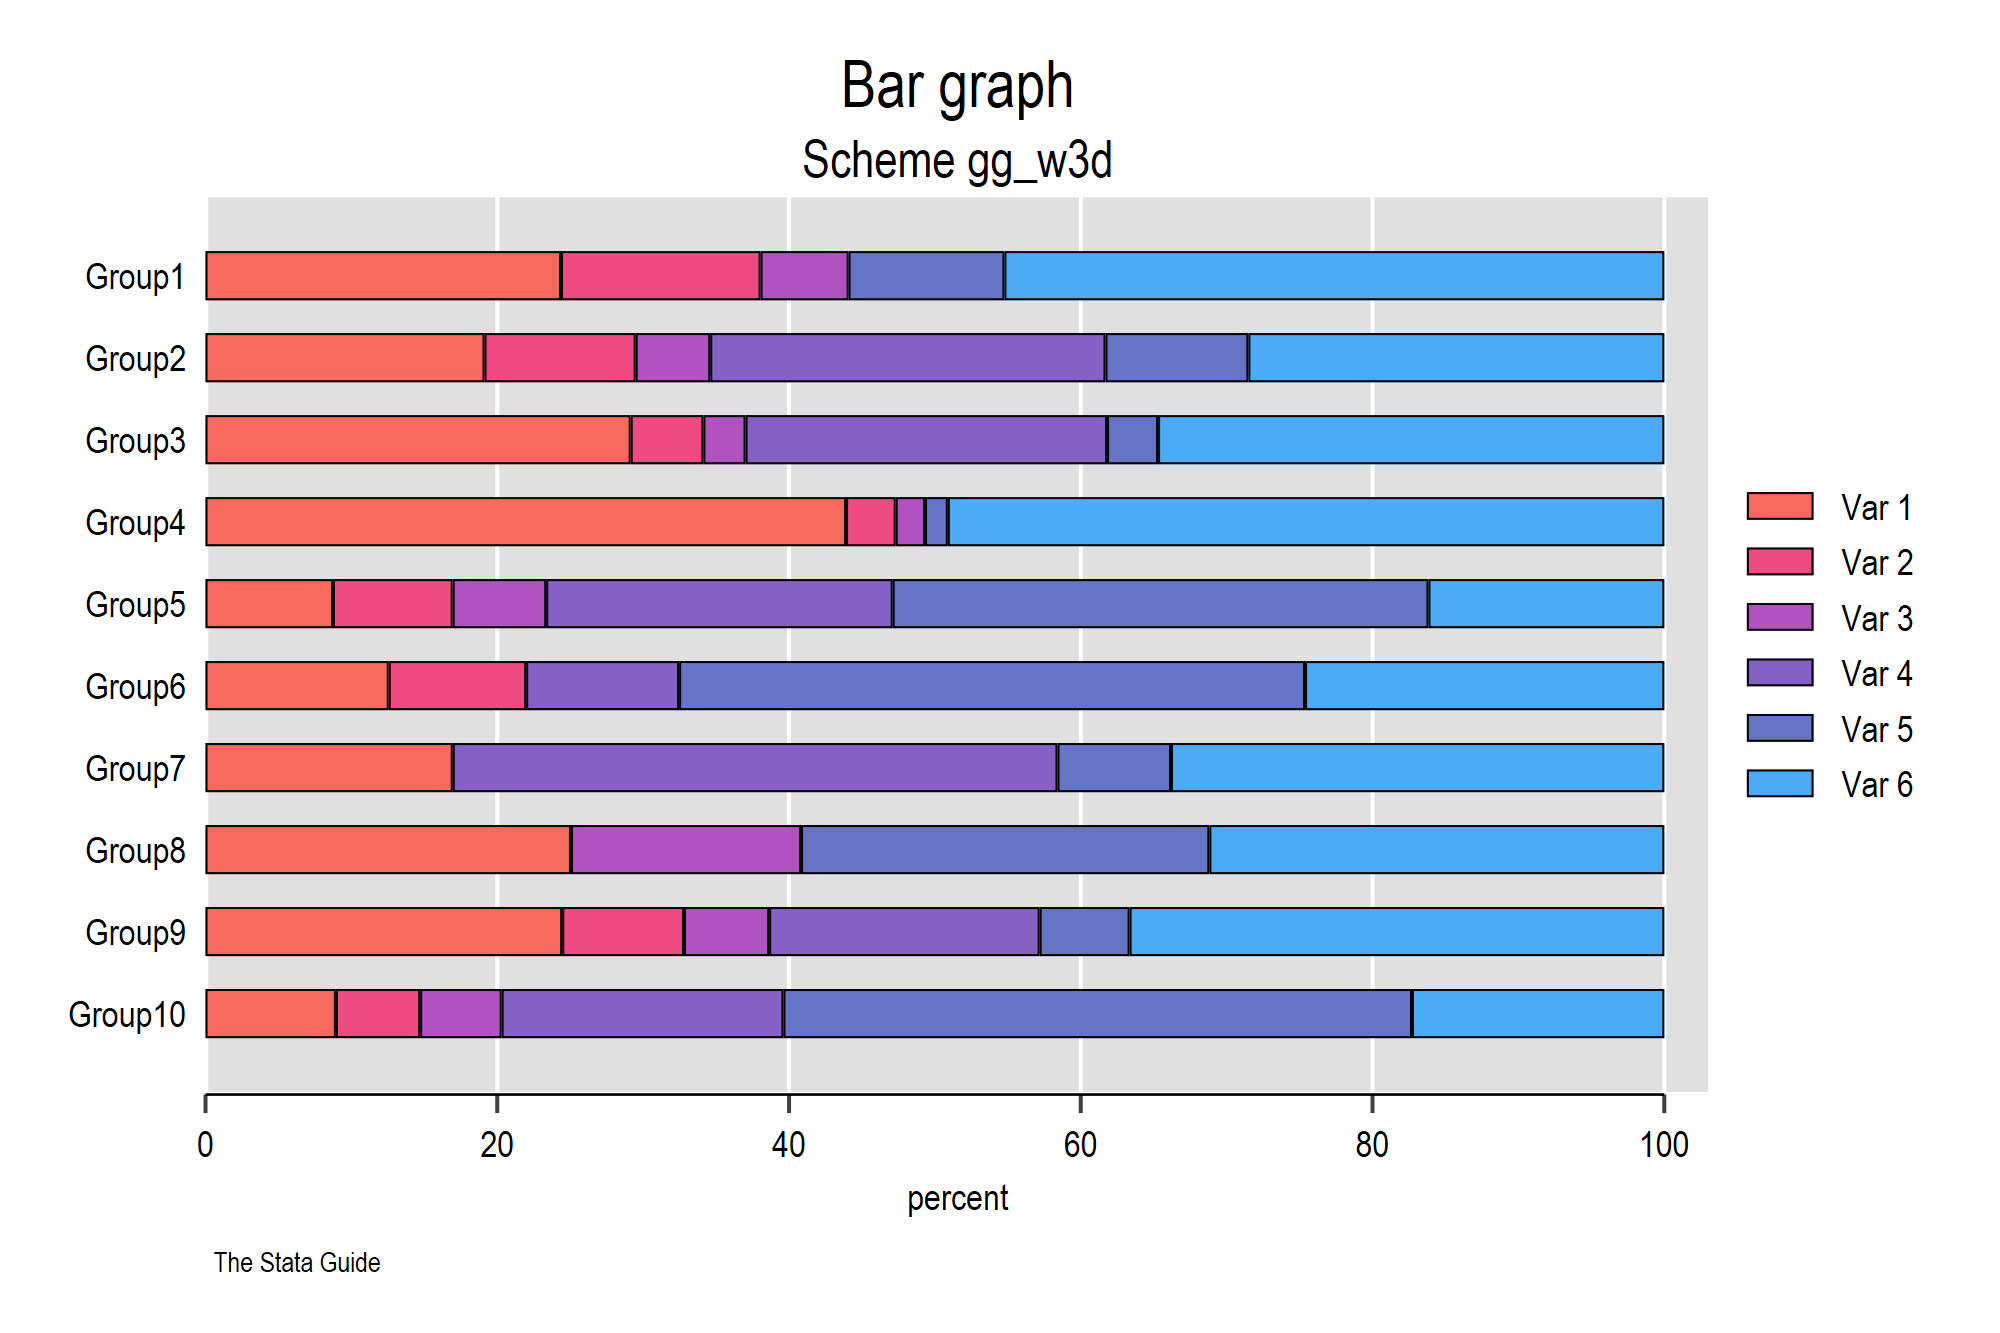 Bar graph
Scheme gg_w3d
Group1
Group2
Group3
Group4
Group5
Group6
Group7
Group8
Group9
Group10
Var 1
Var 2
Var 3
Var 4
Var 5
Var 6
0 20 40 60 80 100
percent
The Stata Guide